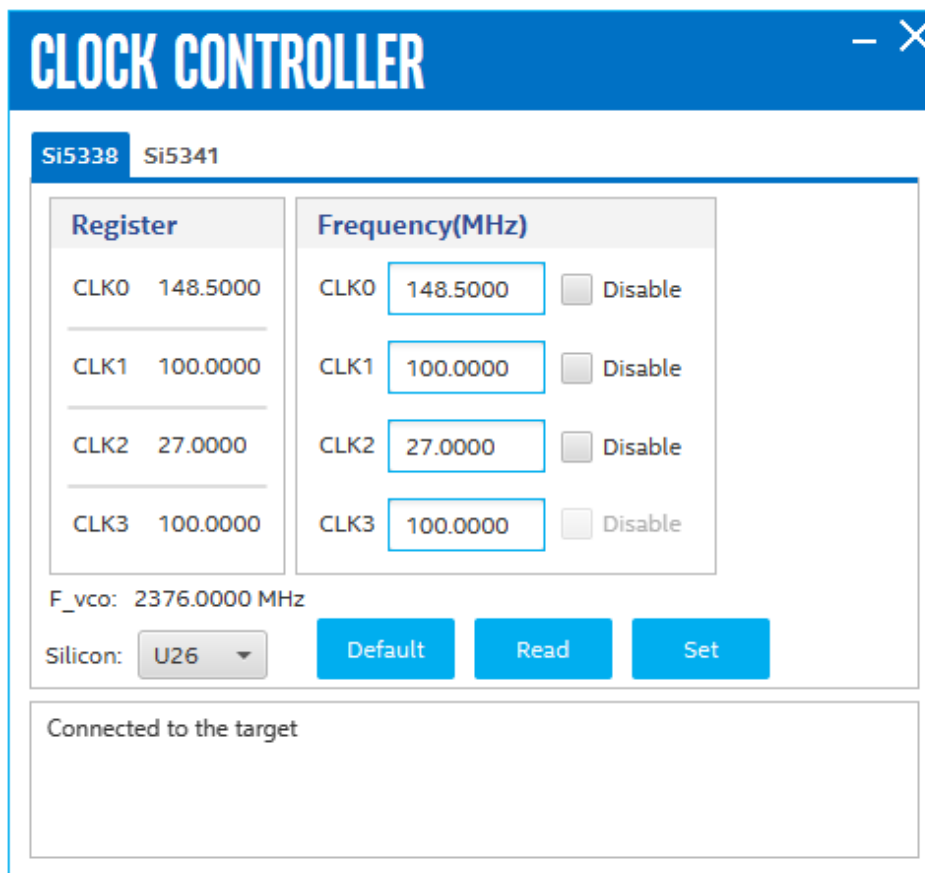 CLOCK CONTROLLER
Si5338 Si5341
Register
CLK0 148.5000
CLK1 100.0000
CLK2 27.0000
CLK3 100.0000
Frequency(MHz)
CLK0 148.5000 Disable
CLK1 100.0000 Disable
CLK2 27.0000 Disable
CLK3 100.0000 Disable
F_vco: 2376.0000 MHz
Silicon: U26 Default Read Set
Connected to the target